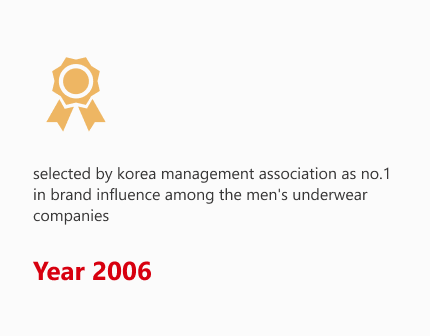 selected by korea management association as no.1
in brand influence among the men's underwear
companies
Year 2006